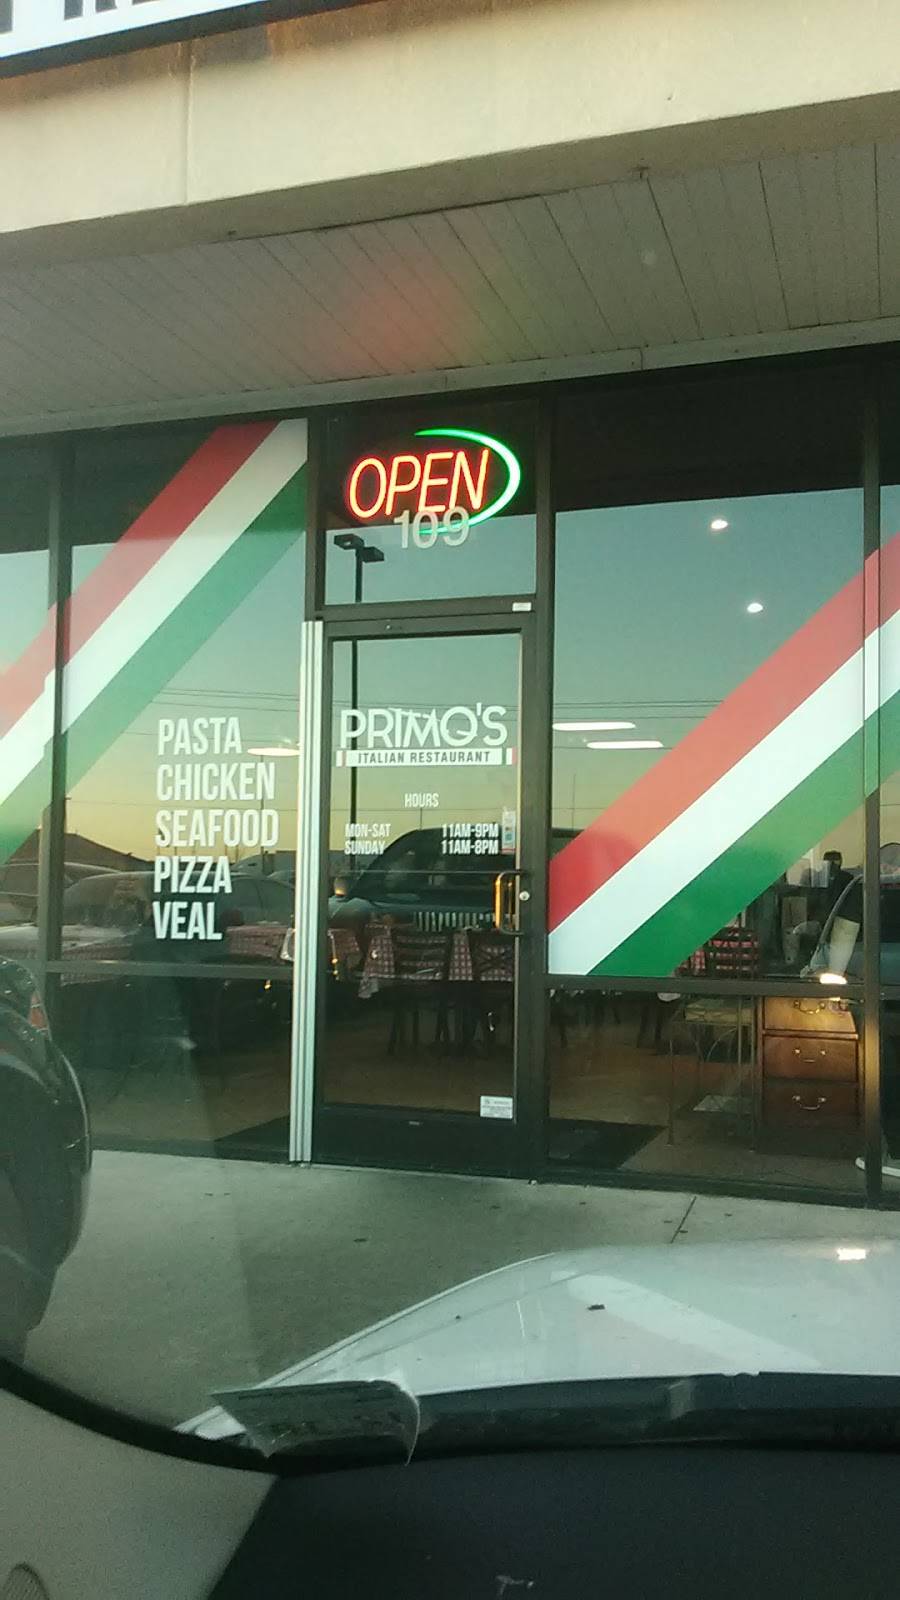 OPEN
109
PRIMO'S
ITALIAN RESTAURANT
HOURS
MON-SAT 11AM-9PM
SUNDAY 11AM-8PM
PASTA
CHICKEN
SEAFOOD
PIZZA
VEAL